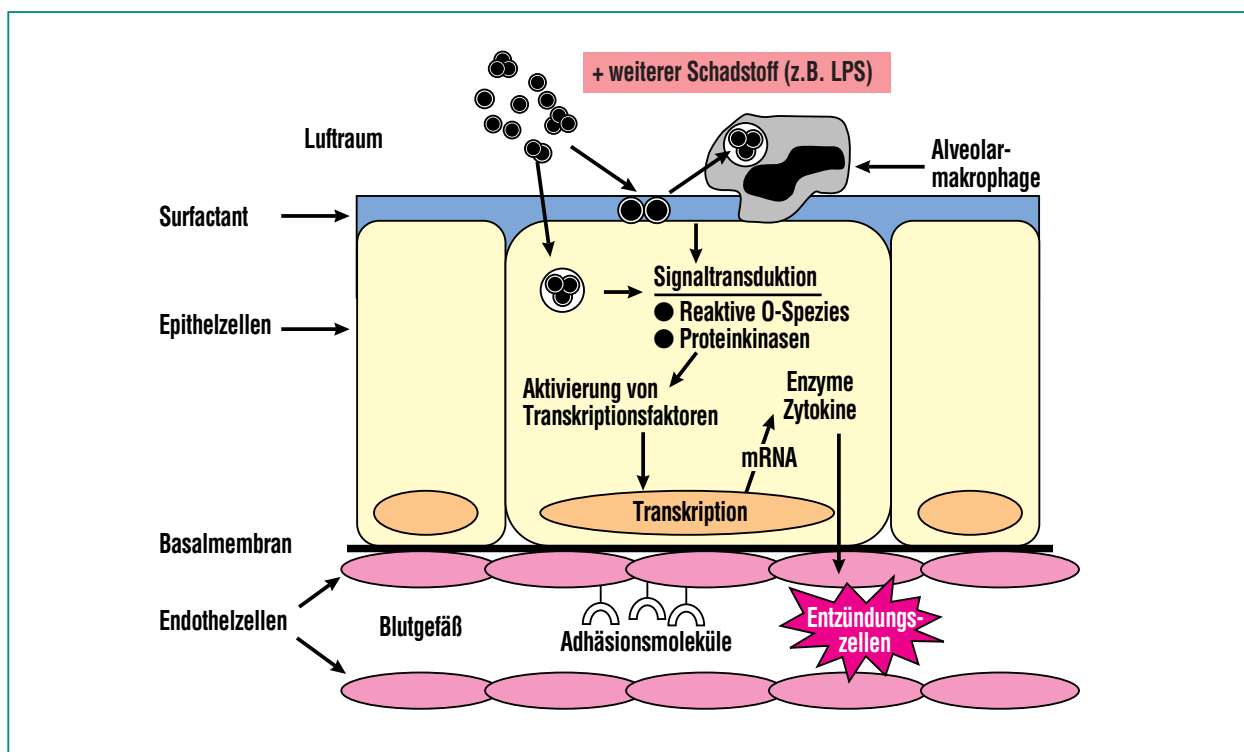 + weiterer Schadstoff (z.B. LPS)
Luftraum
Alveolar-
makrophage
Surfactant
Signaltransduktion
Reaktive O-Spezies
Proteinkinasen
Epithelzellen
Aktivierung von
Transkriptionsfaktoren
Enzyme
Zytokine
mRNA
Transkription
Basalmembran
Endothelzellen
Blutgefäß
Adhäsionsmoleküle
Entzündungs-
zellen